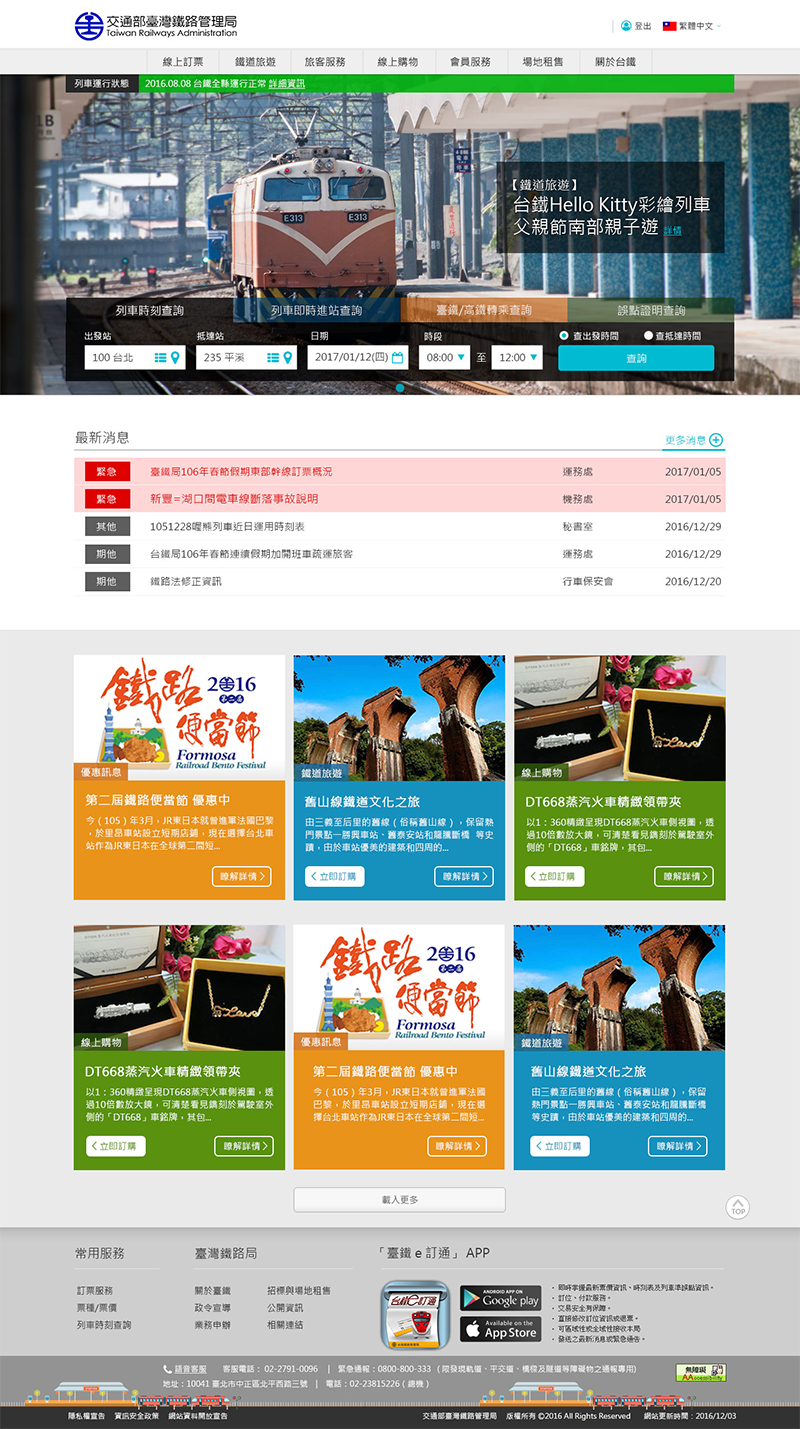 交通部臺灣鐵路管理局
Taiwan Railways Administration
登出 繁體中文
線上訂票 鐵道旅遊 旅客服務 線上購物 會員服務 場地租售 關於台鐵
列車運行狀態 2016.08.08 台鐵全縣運行正常 詳細資訊
1B
【鐵道旅遊】
台鐵Hello Kitty彩繪列車
父親節南部親子遊 詳情
E313 E313
列車時刻查詢 列車即時進站查詢 臺鐵/高鐵轉乘查詢 誤點證明查詢
出發站 抵達站 日期 時段 查出發時間 查抵達時間
100 台北 235 平溪 2017/01/12(四) 08:00 至 12:00 查詢
最新消息 更多消息
緊急 臺鐵局106年春節假期東部幹線訂票概況 運務處 2017/01/05
緊急 新豐=湖口間電車線斷落事故說明 機務處 2017/01/05
其他 1051228喔熊列車近日運用時刻表 秘書室 2016/12/29
期他 台鐵局106年春節連續假期加開班車疏運旅客 運務處 2016/12/29
期他 鐵路法修正資訊 行車保安會 2016/12/20
鐵路 2016
第二屆
便當節
Formosa
Railroad Bento Festival
優惠訊息
第二屆鐵路便當節 優惠中
今（105）年3月，JR東日本就曾進軍法國巴黎
，於里昂車站設立短期店鋪，現在選擇台北車
站作為JR東日本在全球第二間短...
瞭解詳情
鐵道旅遊
舊山線鐵道文化之旅
由三義至后里的舊線（俗稱舊山線），保留熱
門景點一勝興車站、舊泰安站和龍騰斷橋 等史
蹟，由於車站優美的建築和四周的...
立即訂購 瞭解詳情
線上購物
DT668蒸汽火車精緻領帶夾
以1：360精緻呈現DT668蒸汽火車側視圖，透
過10倍數放大鏡，可清楚看見鐫刻於駕駛室外
側的「DT668」車銘牌，其包...
立即訂購 瞭解詳情
線上購物
DT668蒸汽火車精緻領帶夾
以1：360精緻呈現DT668蒸汽火車側視圖，透
過10倍數放大鏡，可清楚看見鐫刻於駕駛室外
側的「DT668」車銘牌，其包...
立即訂購 瞭解詳情
鐵路 2016
第二屆
便當節
Formosa
Railroad Bento Festival
優惠訊息
第二屆鐵路便當節 優惠中
今（105）年3月，JR東日本就曾進軍法國
巴黎，於里昂車站設立短期店鋪，現在選
擇台北車站作為JR東日本在全球第二間短...
瞭解詳情
鐵道旅遊
舊山線鐵道文化之旅
由三義至后里的舊線（俗稱舊山線），保留
熱門景點一勝興車站、舊泰安站和龍騰斷橋
等史蹟，由於車站優美的建築和四周的...
立即訂購 瞭解詳情
載入更多
TOP
常用服務
訂票服務
票種/票價
列車時刻查詢
臺灣鐵路局
關於臺鐵 招標與場地租售
政令宣導 公開資訊
業務申辦 相關連結
「臺鐵 e 訂通」 APP
台鐵e訂通
ANDROID APP ON
Google play
Available on the
App Store
・即時掌握最新票價資訊、時刻表及列車準誤點資訊。
・訂位、付款服務。
・交易安全有保障。
・直接修改訂位資訊或退票。
・可區域性或全域性接收本局
・發送之最新消息或緊急通告。
語音客服 客服電話： 02-2791-0096 | 緊急通報：0800-800-333 （限發現軌道、平交道、橋樑及隧道等障礙物之通報專用)
地址：10041 臺北市中正區北平西路三號 | 電話：02-23815226（總機）
無障礙
AAccessibility
隱私權宣告 資訊安全政策 網站資料開放宣告
交通部臺灣鐵路管理局 版權所有 ©2016 All Rights Reserved 網站更新時間：2016/12/03